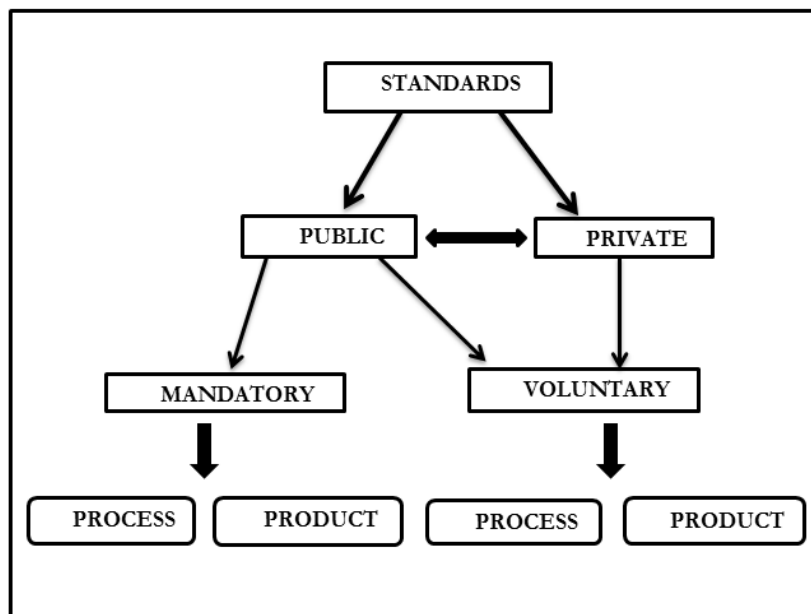 STANDARDS
PUBLIC
PRIVATE
MANDATORY
VOLUNTARY
PROCESS
PRODUCT
PROCESS
PRODUCT